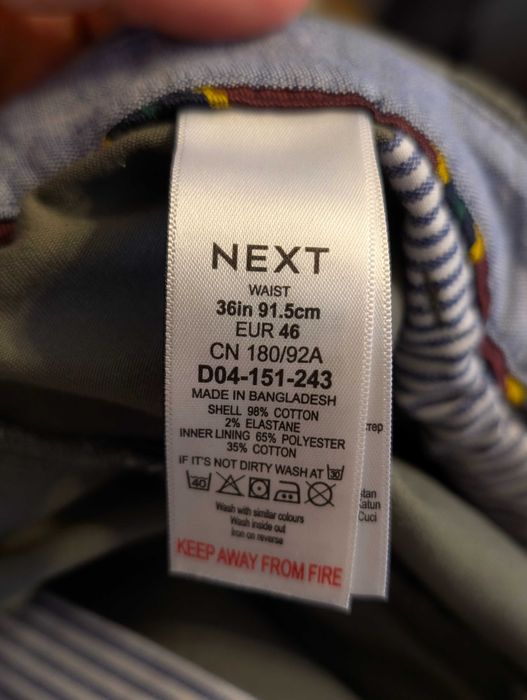 NEXT
WAIST
36in 91.5cm
EUR 46
CN 180/92A
D04-151-243
MADE IN BANGLADESH
SHELL 98% COTTON
2% ELASTANE
INNER LINING 65% POLYESTER
35% COTTON
IF IT'S NOT DIRTY WASH AT 30
40
Wash with similar colours
Wash inside out
Iron on reverse
KEEP AWAY FROM FIRE
Cuci